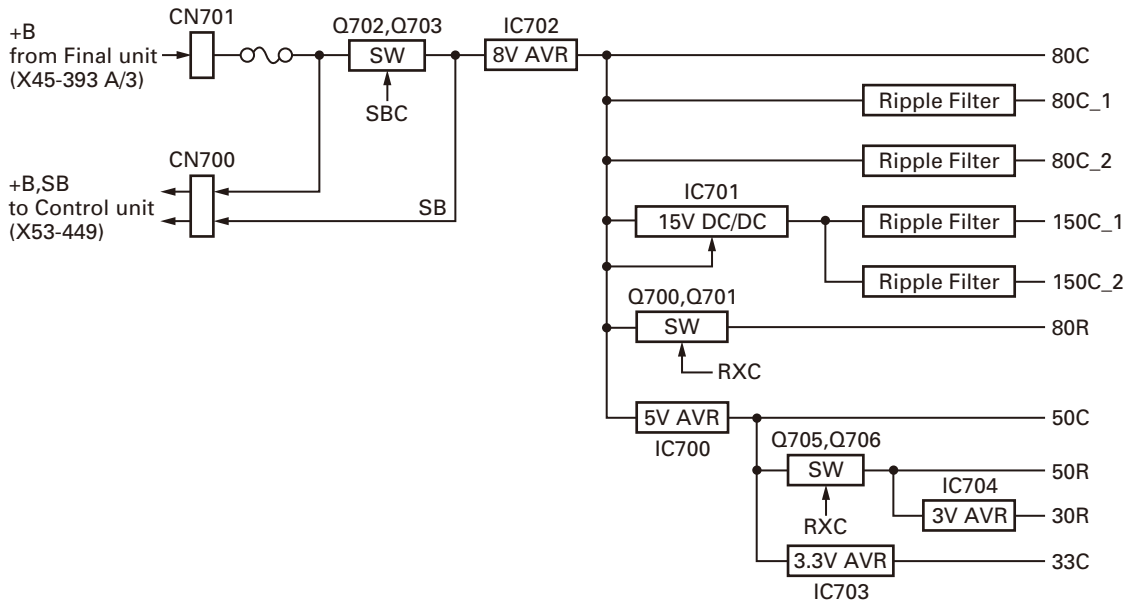 +B
from Final unit
(X45-393 A/3)
CN701
Q702,Q703
SW
SBC
IC702
8V AVR
80C
Ripple Filter
80C_1
Ripple Filter
80C_2
CN700
+B,SB
to Control unit
(X53-449)
SB
IC701
15V DC/DC
Ripple Filter
150C_1
Ripple Filter
150C_2
Q700,Q701
SW
80R
RXC
5V AVR
IC700
50C
Q705,Q706
SW
50R
RXC
IC704
3V AVR
30R
3.3V AVR
IC703
33C